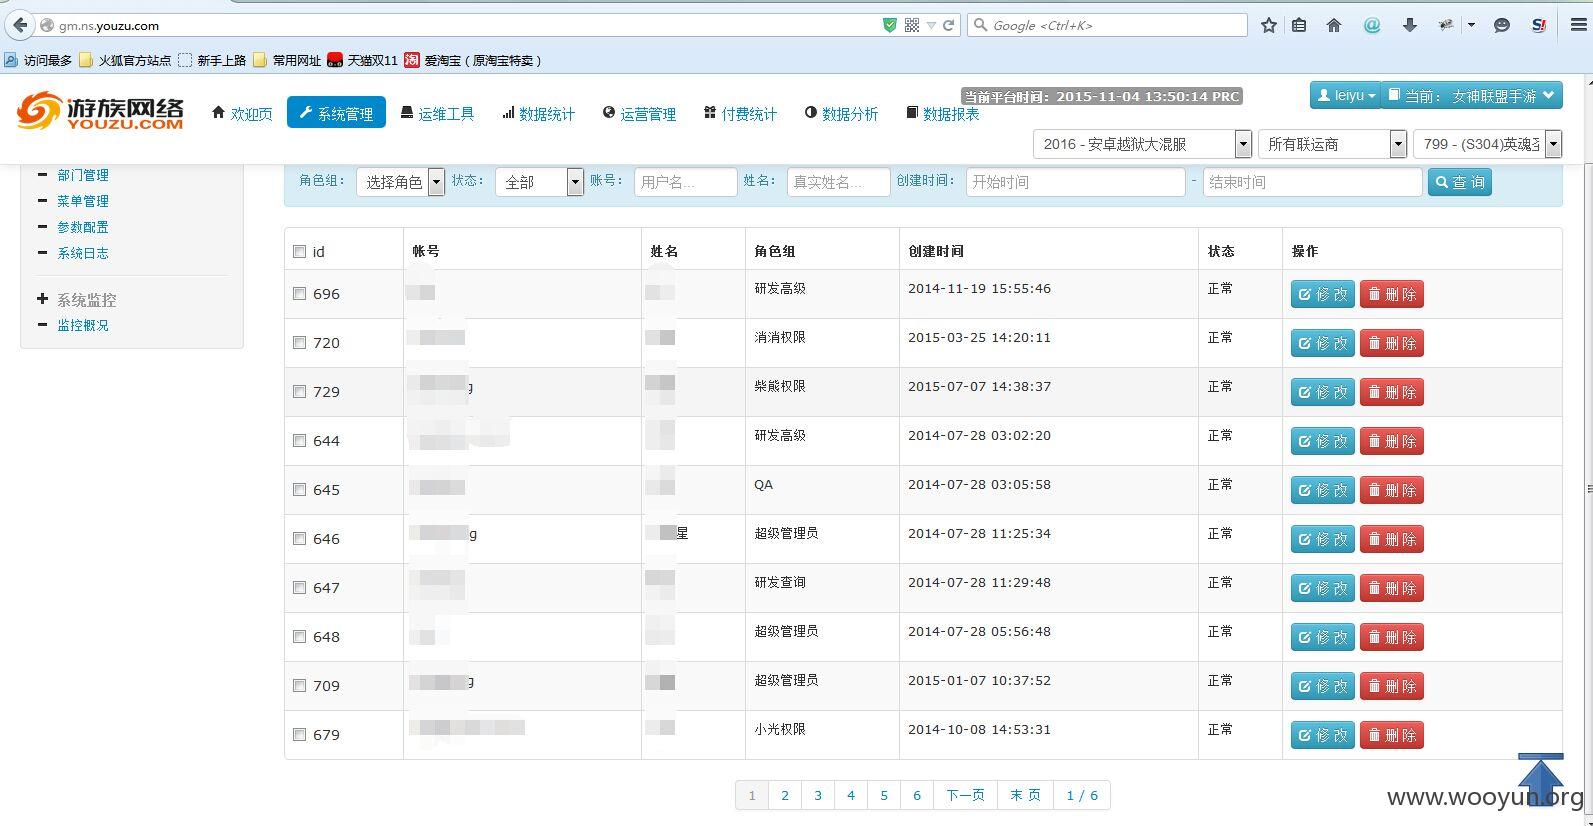 gm.ns.youzu.com
Google <Ctrl+K>
访问最多 火狐官方站点 新手上路 常用网址 天猫双11 爱淘宝（原淘宝特卖）
游族网络
YOUZU.COM
欢迎页 系统管理 运维工具 数据统计 运营管理 付费统计 数据分析 数据报表
当前平台时间：2015-11-04 13:50:14 PRC
leiyu 当前： 女神联盟手游
2016 - 安卓越狱大混服 所有联运商 799 - (S304)英魂圣
部门管理
菜单管理
参数配置
系统日志
系统监控
监控概况
角色组： 选择角色 状态： 全部 账号： 用户名... 姓名： 真实姓名... 创建时间： 开始时间 - 结束时间 查 询
id 帐号 姓名 角色组 创建时间 状态 操作
696 研发高级 2014-11-19 15:55:46 正常 修 改 删 除
720 消消权限 2015-03-25 14:20:11 正常 修 改 删 除
729 g 柴熊权限 2015-07-07 14:38:37 正常 修 改 删 除
644 研发高级 2014-07-28 03:02:20 正常 修 改 删 除
645 QA 2014-07-28 03:05:58 正常 修 改 删 除
646 g 星 超级管理员 2014-07-28 11:25:34 正常 修 改 删 除
647 研发查询 2014-07-28 11:29:48 正常 修 改 删 除
648 超级管理员 2014-07-28 05:56:48 正常 修 改 删 除
709 g 超级管理员 2015-01-07 10:37:52 正常 修 改 删 除
679 小光权限 2014-10-08 14:53:31 正常 修 改 删 除
1 2 3 4 5 6 下一页 末 页 1 / 6
www.wooyun.org